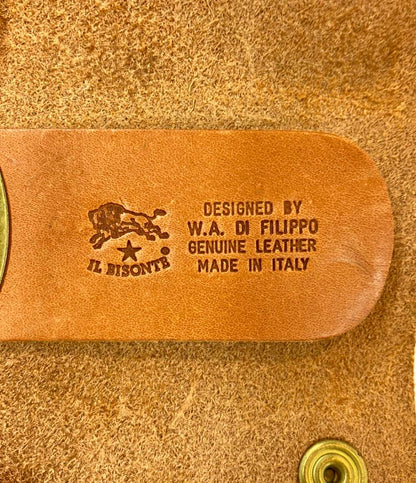 IL BISONTE
DESIGNED BY
W.A. DI FILIPPO
GENUINE LEATHER
MADE IN ITALY